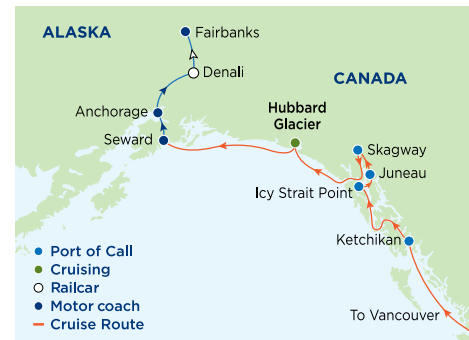 ALASKA
Fairbanks
Denali
CANADA
Anchorage
Hubbard
Glacier
Seward
Skagway
Juneau
Icy Strait Point
Ketchikan
Port of Call
Cruising
Railcar
Motor coach
Cruise Route
To Vancouver